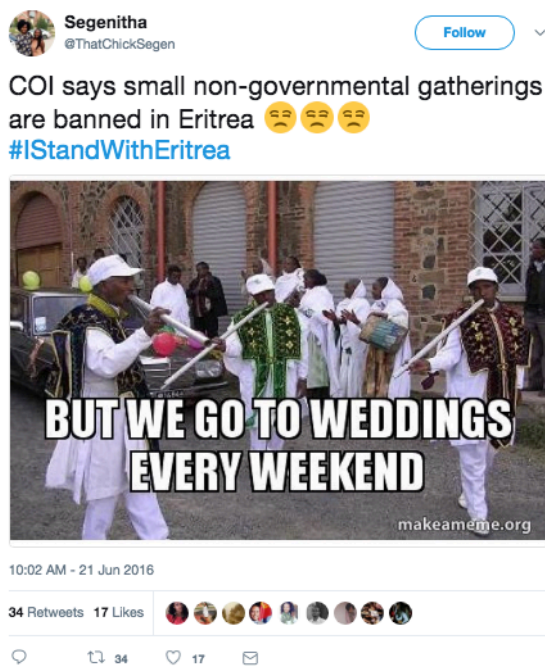 Segenitha
@ThatChickSegen
Follow
COI says small non-governmental gatherings
are banned in Eritrea 😒😒😒
#IStandWithEritrea
BUT WE GO TO WEDDINGS
EVERY WEEKEND
makeameme.org
10:02 AM - 21 Jun 2016
34 Retweets 17 Likes
34 17